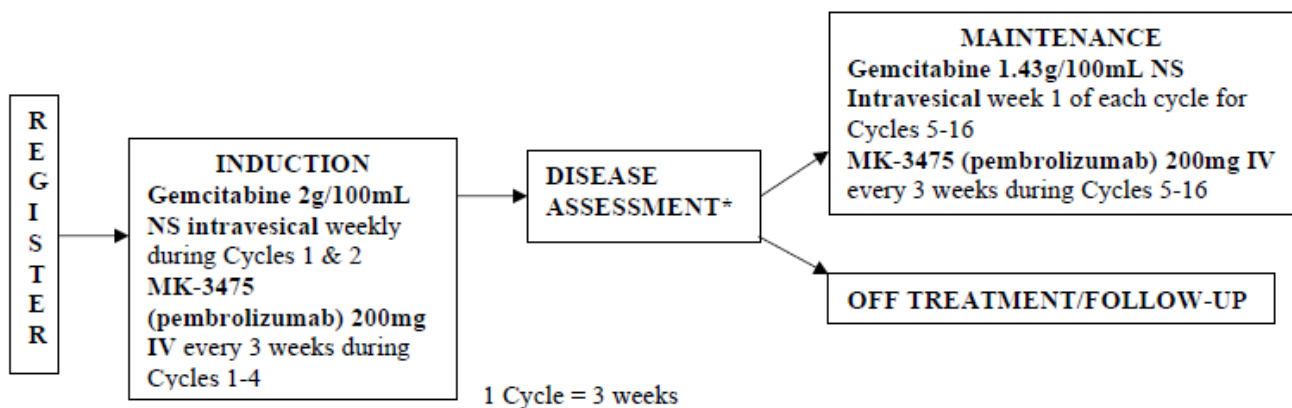 R
E
G
I
S
T
E
R
INDUCTION
Gemcitabine 2g/100mL
NS intravesical weekly
during Cycles 1 & 2
MK-3475
(pembrolizumab) 200mg
IV every 3 weeks during
Cycles 1-4
1 Cycle = 3 weeks
DISEASE
ASSESSMENT*
MAINTENANCE
Gemcitabine 1.43g/100mL NS
Intravesical week 1 of each cycle for
Cycles 5-16
MK-3475 (pembrolizumab) 200mg IV
every 3 weeks during Cycles 5-16
OFF TREATMENT/FOLLOW-UP